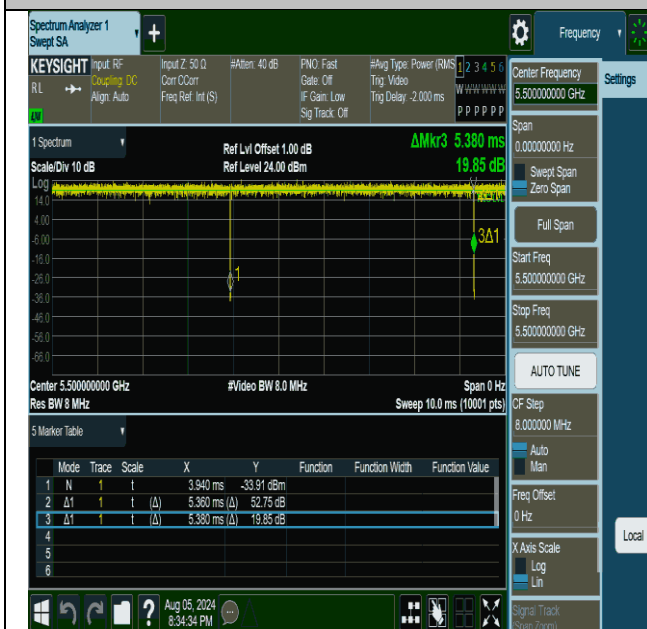 Spectrum Analyzer 1
Swept SA
+
Frequency
KEYSIGHT
RL
LXI
Input: RF
Coupling: DC
Align: Auto
Input Z: 50 Ω
Corr CCorr
Freq Ref: Int (S)
#Atten: 40 dB
PNO: Fast
Gate: Off
IF Gain: Low
Sig Track: Off
#Avg Type: Power (RMS
Trig: Video
Trig Delay: -2.000 ms
1 2 3 4 5 6
W W W W W W
P P P P P P
Center Frequency
5.500000000 GHz
Settings
Span
0.00000000 Hz
Swept Span
Zero Span
Full Span
Start Freq
5.500000000 GHz
Stop Freq
5.500000000 GHz
AUTO TUNE
CF Step
8.000000 MHz
Auto
Man
Freq Offset
0 Hz
X Axis Scale
Log
Lin
Local
Signal Track
(Span Zoom)
1 Spectrum
Scale/Div 10 dB
Ref Lvl Offset 1.00 dB
Ref Level 24.00 dBm
ΔMkr3 5.380 ms
19.85 dB
Log
14.0
4.00
-6.00
-16.0
-26.0
-36.0
-46.0
-56.0
-66.0
1
3Δ1
Center 5.500000000 GHz
Res BW 8 MHz
#Video BW 8.0 MHz
Span 0 Hz
Sweep 10.0 ms (10001 pts)
5 Marker Table
Mode Trace Scale X Y Function Function Width Function Value
1 N 1 t 3.940 ms -33.91 dBm
2 Δ1 1 t (Δ) 5.360 ms (Δ) 52.75 dB
3 Δ1 1 t (Δ) 5.380 ms (Δ) 19.85 dB
4
5
6
?
Aug 05, 2024
8:34:34 PM